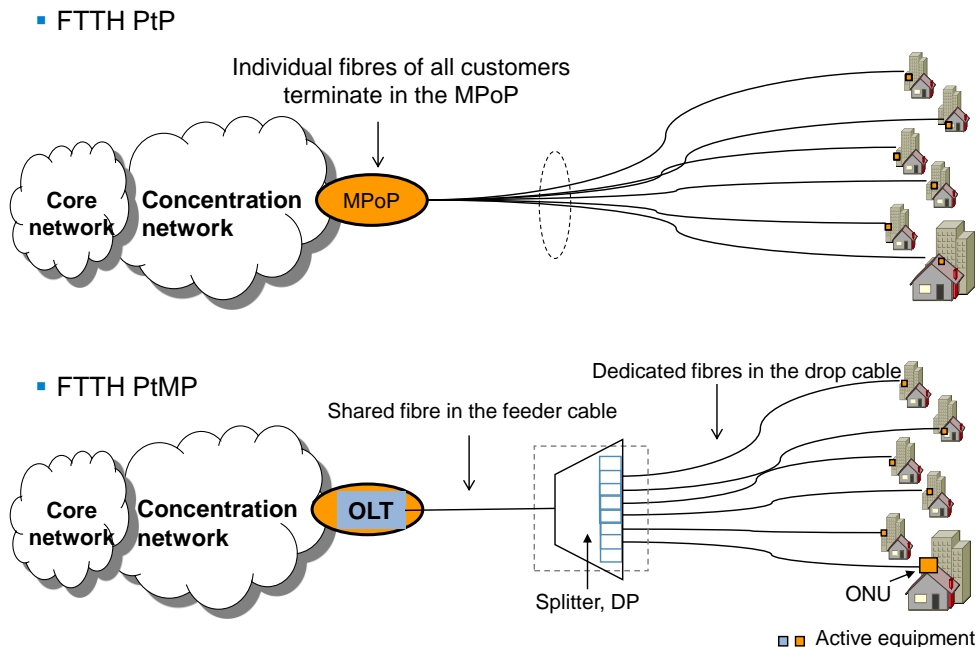 ▪ FTTH PtP
Individual fibres of all customers
terminate in the MPoP
Core
network
Concentration
network
MPoP
▪ FTTH PtMP
Dedicated fibres in the drop cable
Shared fibre in the feeder cable
Core
network
Concentration
network
OLT
Splitter, DP
ONU
Active equipment